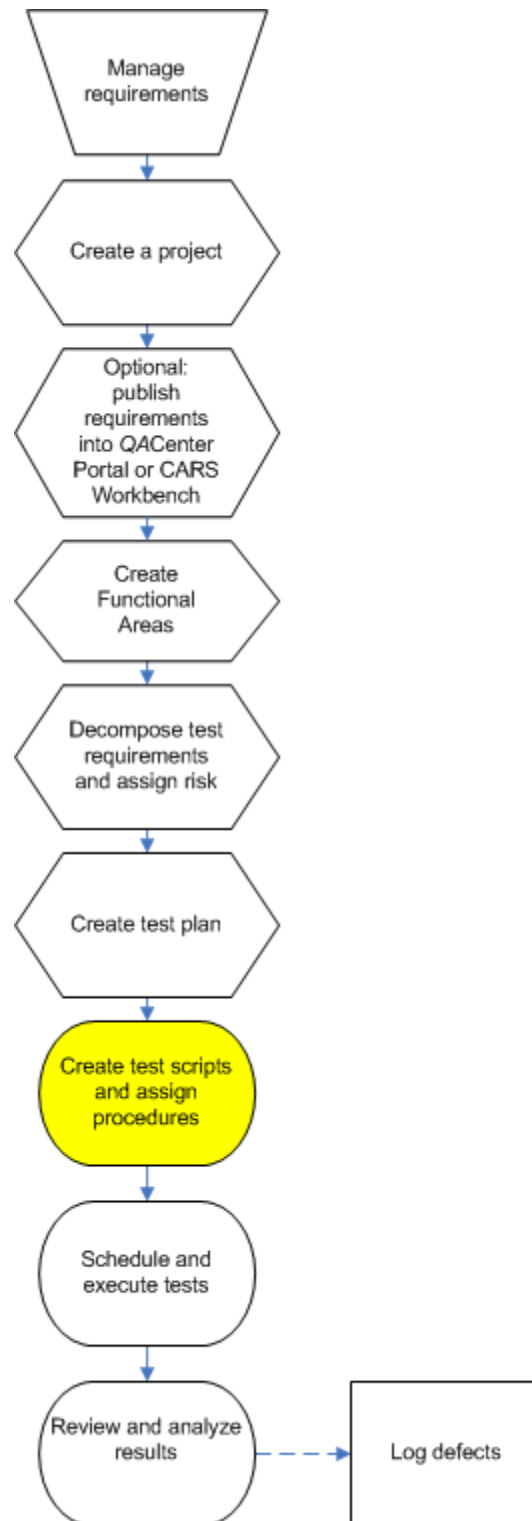 Manage
requirements
Create a project
Optional:
publish
requirements
into QACenter
Portal or CARS
Workbench
Create
Functional
Areas
Decompose test
requirements
and assign risk
Create test plan
Create test scripts
and assign
procedures
Schedule and
execute tests
Review and analyze
results
Log defects